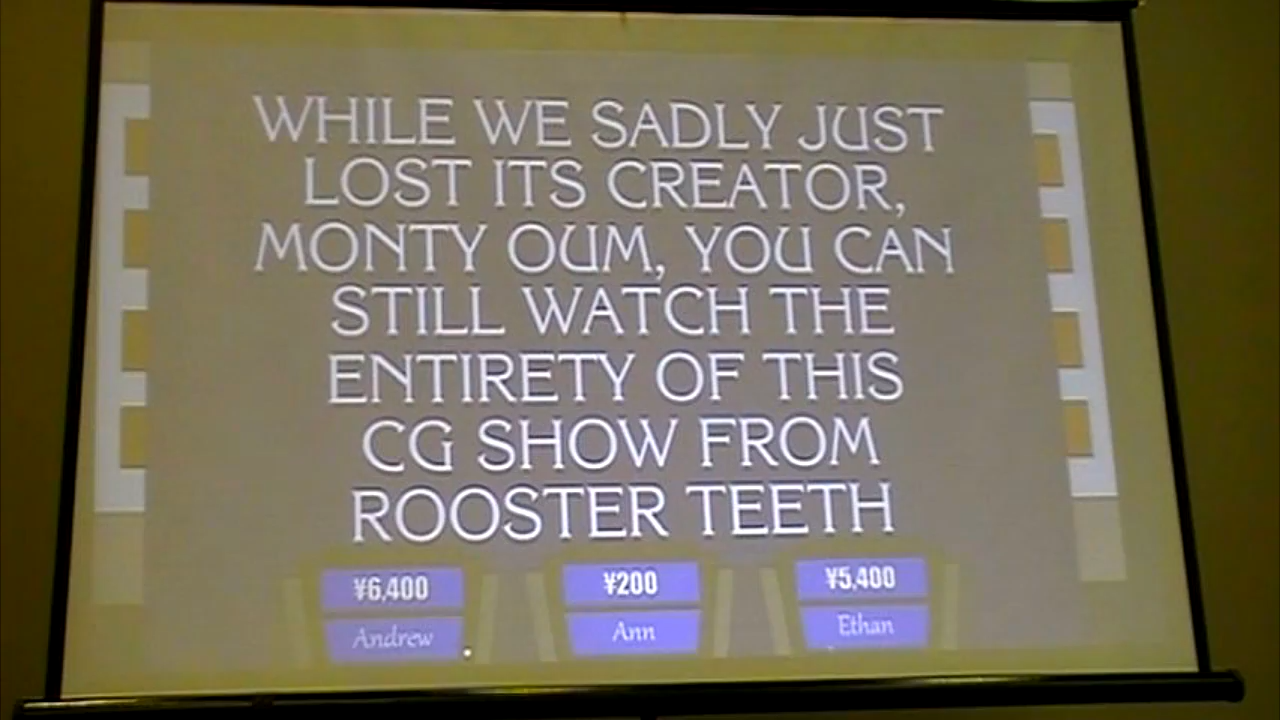 WHILE WE SADLY JUST
LOST ITS CREATOR,
MONTY OUM, YOU CAN
STILL WATCH THE
ENTIRETY OF THIS
CG SHOW FROM
ROOSTER TEETH
¥6,400 ¥200 ¥5,400
Andrew Ann Ethan